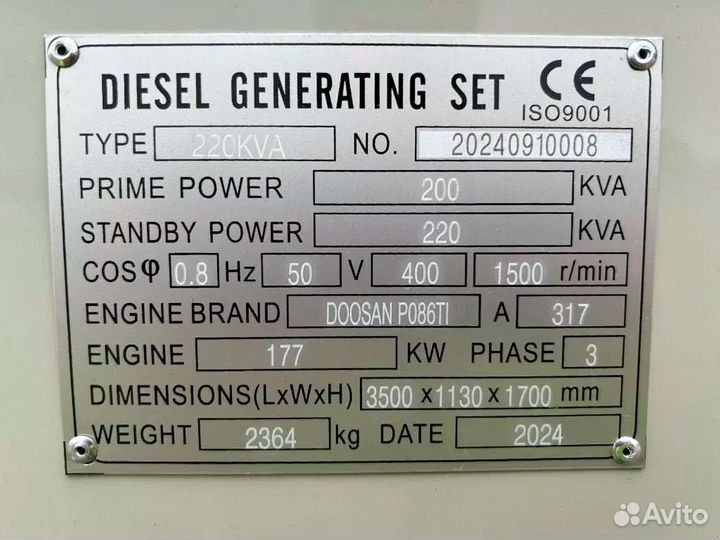 DIESEL GENERATING SET CE
ISO9001
TYPE 220KVA NO. 20240910008
PRIME POWER 200 KVA
STANDBY POWER 220 KVA
COSφ 0.8 Hz 50 V 400 1500 r/min
ENGINE BRAND DOOSAN P086TI A 317
ENGINE 177 KW PHASE 3
DIMENSIONS(LxWxH) 3500 x1130 x 1700 mm
WEIGHT 2364 kg DATE 2024
Avito